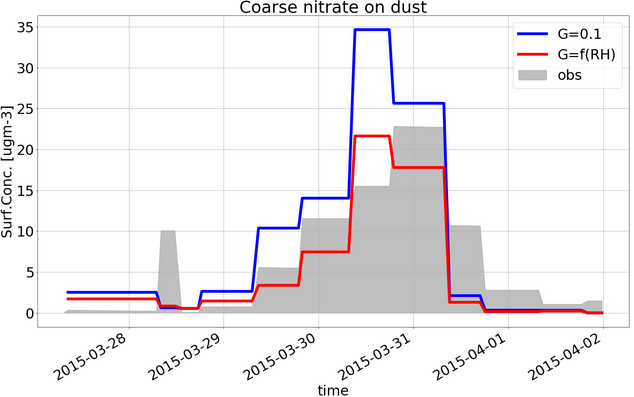 Coarse nitrate on dust
G=0.1
G=f(RH)
obs
Surf.Conc. [ugm-3]
35
30
25
20
15
10
5
0
2015-03-28
2015-03-29
2015-03-30
2015-03-31
2015-04-01
2015-04-02
time